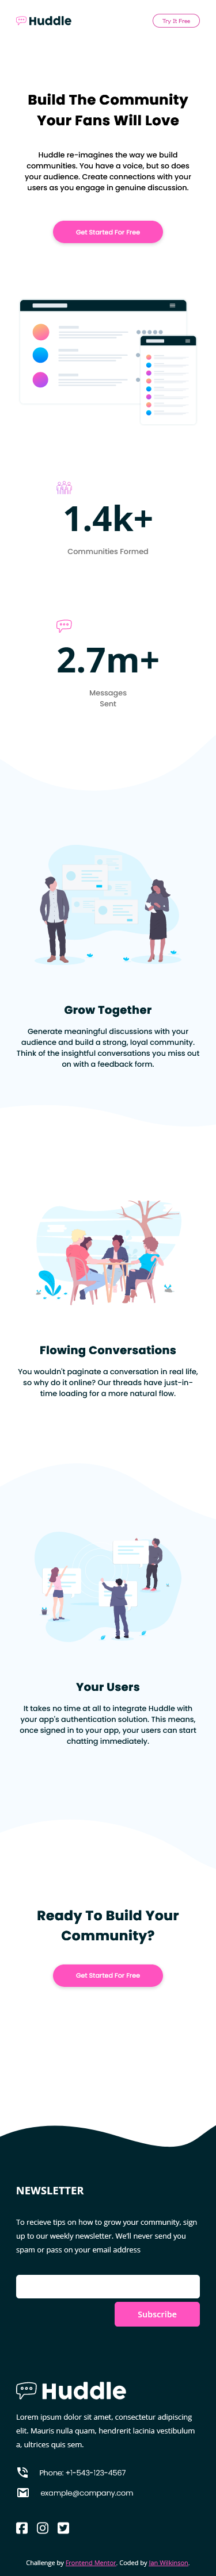 Huddle
Try It Free
Build The Community
Your Fans Will Love
Huddle re-imagines the way we build
communities. You have a voice, but so does
your audience. Create connections with your
users as you engage in genuine discussion.
Get Started For Free
1.4k+
Communities Formed
2.7m+
Messages
Sent
Grow Together
Generate meaningful discussions with your
audience and build a strong, loyal community.
Think of the insightful conversations you miss out
on with a feedback form.
Flowing Conversations
You wouldn't paginate a conversation in real life,
so why do it online? Our threads have just-in-
time loading for a more natural flow.
Your Users
It takes no time at all to integrate Huddle with
your app's authentication solution. This means,
once signed in to your app, your users can start
chatting immediately.
Ready To Build Your
Community?
Get Started For Free
NEWSLETTER
To recieve tips on how to grow your community, sign
up to our weekly newsletter. We'll never send you
spam or pass on your email address
Subscribe
Huddle
Lorem ipsum dolor sit amet, consectetur adipiscing
elit. Mauris nulla quam, hendrerit lacinia vestibulum
a, ultrices quis sem.
Phone: +1-543-123-4567
example@company.com
Challenge by Frontend Mentor. Coded by Jan Wilkinson.